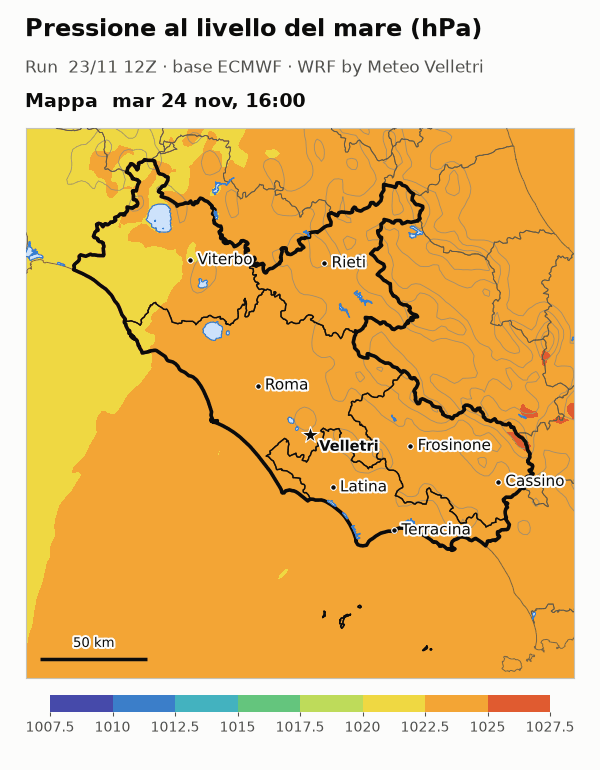 Pressione al livello del mare (hPa)
Run  23/11 12Z · base ECMWF · WRF by Meteo Velletri
Mappa  mar 24 nov, 16:00
Viterbo
Rieti
Roma
Velletri
Frosinone
Latina
Cassino
Terracina
50 km
1007.5 1010 1012.5 1015 1017.5 1020 1022.5 1025 1027.5